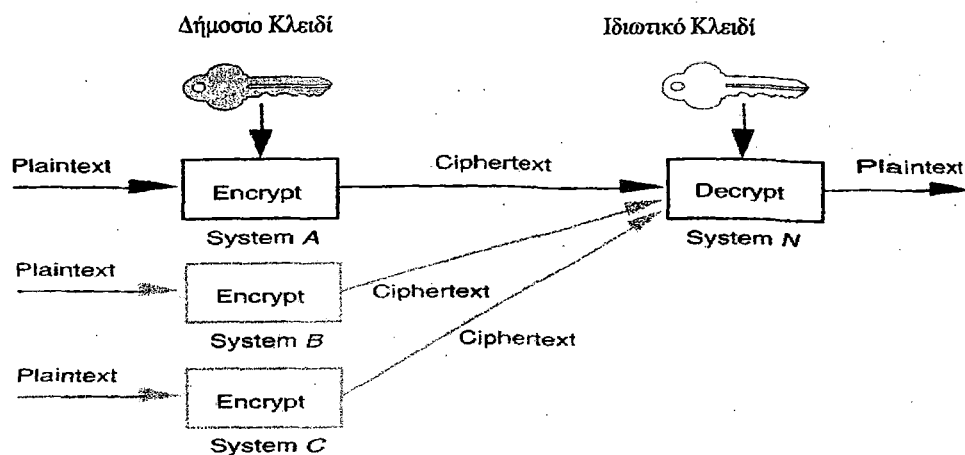 Δήμοσιο Κλειδί
Ιδιωτικό Κλειδί
Plaintext
Encrypt
Ciphertext
Decrypt
Plaintext
System A
System N
Plaintext
Encrypt
Ciphertext
System B
Ciphertext
Plaintext
Encrypt
System C